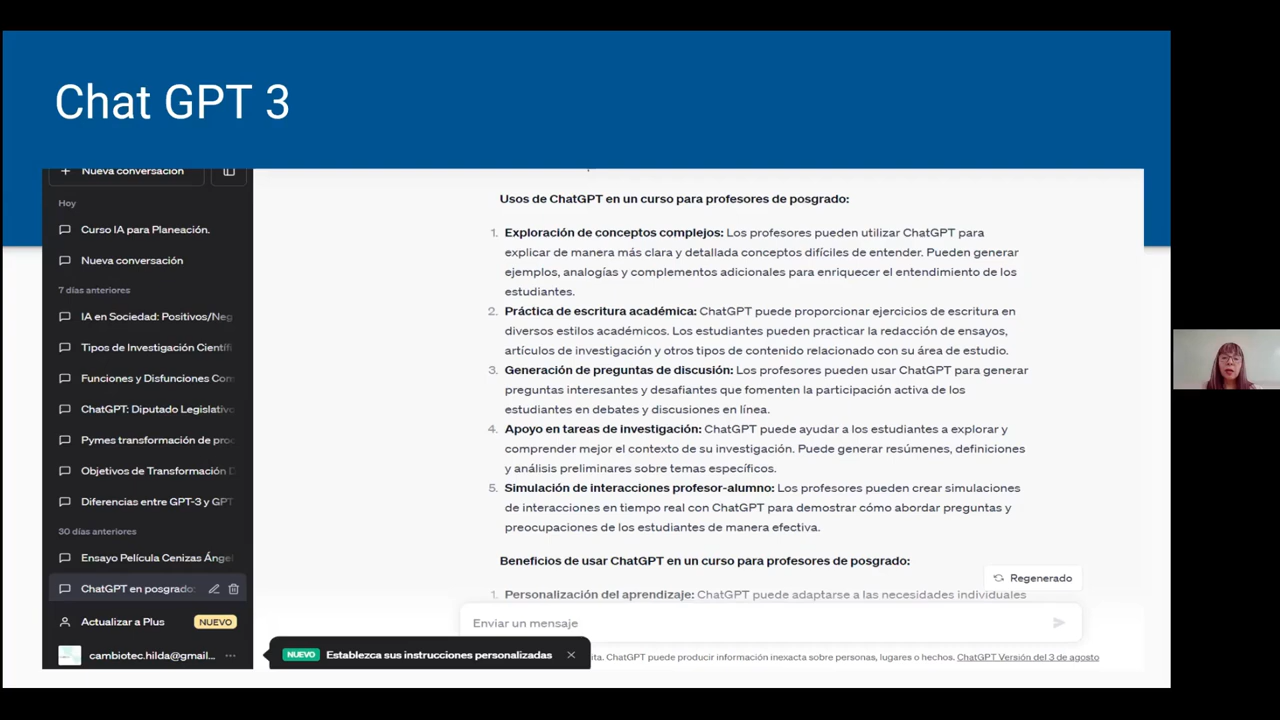 Chat GPT 3
Nueva conversación
Hoy
Curso IA para Planeación.
Nueva conversación
7 días anteriores
IA en Sociedad: Positivos/Neg
Tipos de Investigación Científi
Funciones y Disfunciones Com
ChatGPT: Diputado Legislativo
Pymes transformación de proc
Objetivos de Transformación D
Diferencias entre GPT-3 y GPT
30 días anteriores
Ensayo Película Cenizas Ángel
ChatGPT en posgrado:
Actualizar a Plus NUEVO
cambiotec.hilda@gmail...
Usos de ChatGPT en un curso para profesores de posgrado:
1. Exploración de conceptos complejos: Los profesores pueden utilizar ChatGPT para
explicar de manera más clara y detallada conceptos difíciles de entender. Pueden generar
ejemplos, analogías y complementos adicionales para enriquecer el entendimiento de los
estudiantes.
2. Práctica de escritura académica: ChatGPT puede proporcionar ejercicios de escritura en
diversos estilos académicos. Los estudiantes pueden practicar la redacción de ensayos,
artículos de investigación y otros tipos de contenido relacionado con su área de estudio.
3. Generación de preguntas de discusión: Los profesores pueden usar ChatGPT para generar
preguntas interesantes y desafiantes que fomenten la participación activa de los
estudiantes en debates y discusiones en línea.
4. Apoyo en tareas de investigación: ChatGPT puede ayudar a los estudiantes a explorar y
comprender mejor el contexto de su investigación. Puede generar resúmenes, definiciones
y análisis preliminares sobre temas específicos.
5. Simulación de interacciones profesor-alumno: Los profesores pueden crear simulaciones
de interacciones en tiempo real con ChatGPT para demostrar cómo abordar preguntas y
preocupaciones de los estudiantes de manera efectiva.
Beneficios de usar ChatGPT en un curso para profesores de posgrado:
Regenerado
1. Personalización del aprendizaje: ChatGPT puede adaptarse a las necesidades individuales
Enviar un mensaje
NUEVO Establezca sus instrucciones personalizadas
ita. ChatGPT puede producir información inexacta sobre personas, lugares o hechos. ChatGPT Versión del 3 de agosto